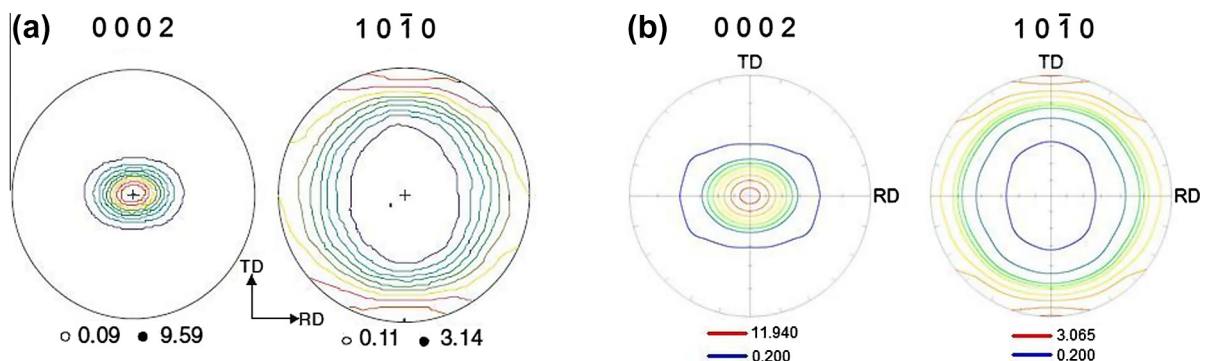 (a) 0 0 0 2
1 0 1̅ 0
TD
RD
○ 0.09 ● 9.59
○ 0.11 ● 3.14
(b) 0 0 0 2
1 0 1̅ 0
TD
TD
RD
RD
11.940
0.200
3.065
0.200